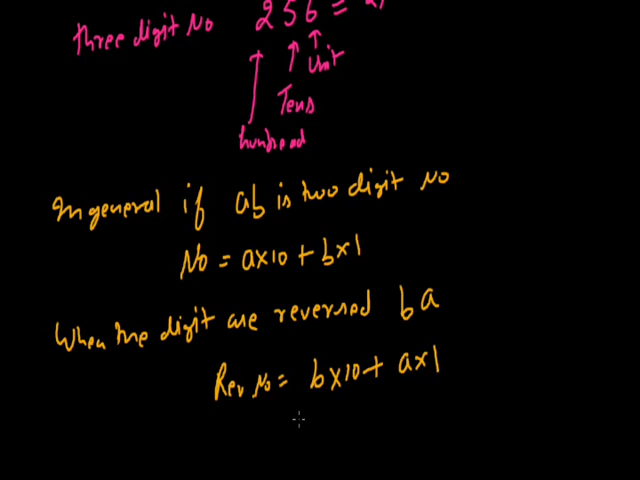 three digit No 256 =
Unit
Tens
hundred
In general if ab is two digit No
No = a×10 + b×1
When the digit are reversed ba
Rev No = b×10 + a×1